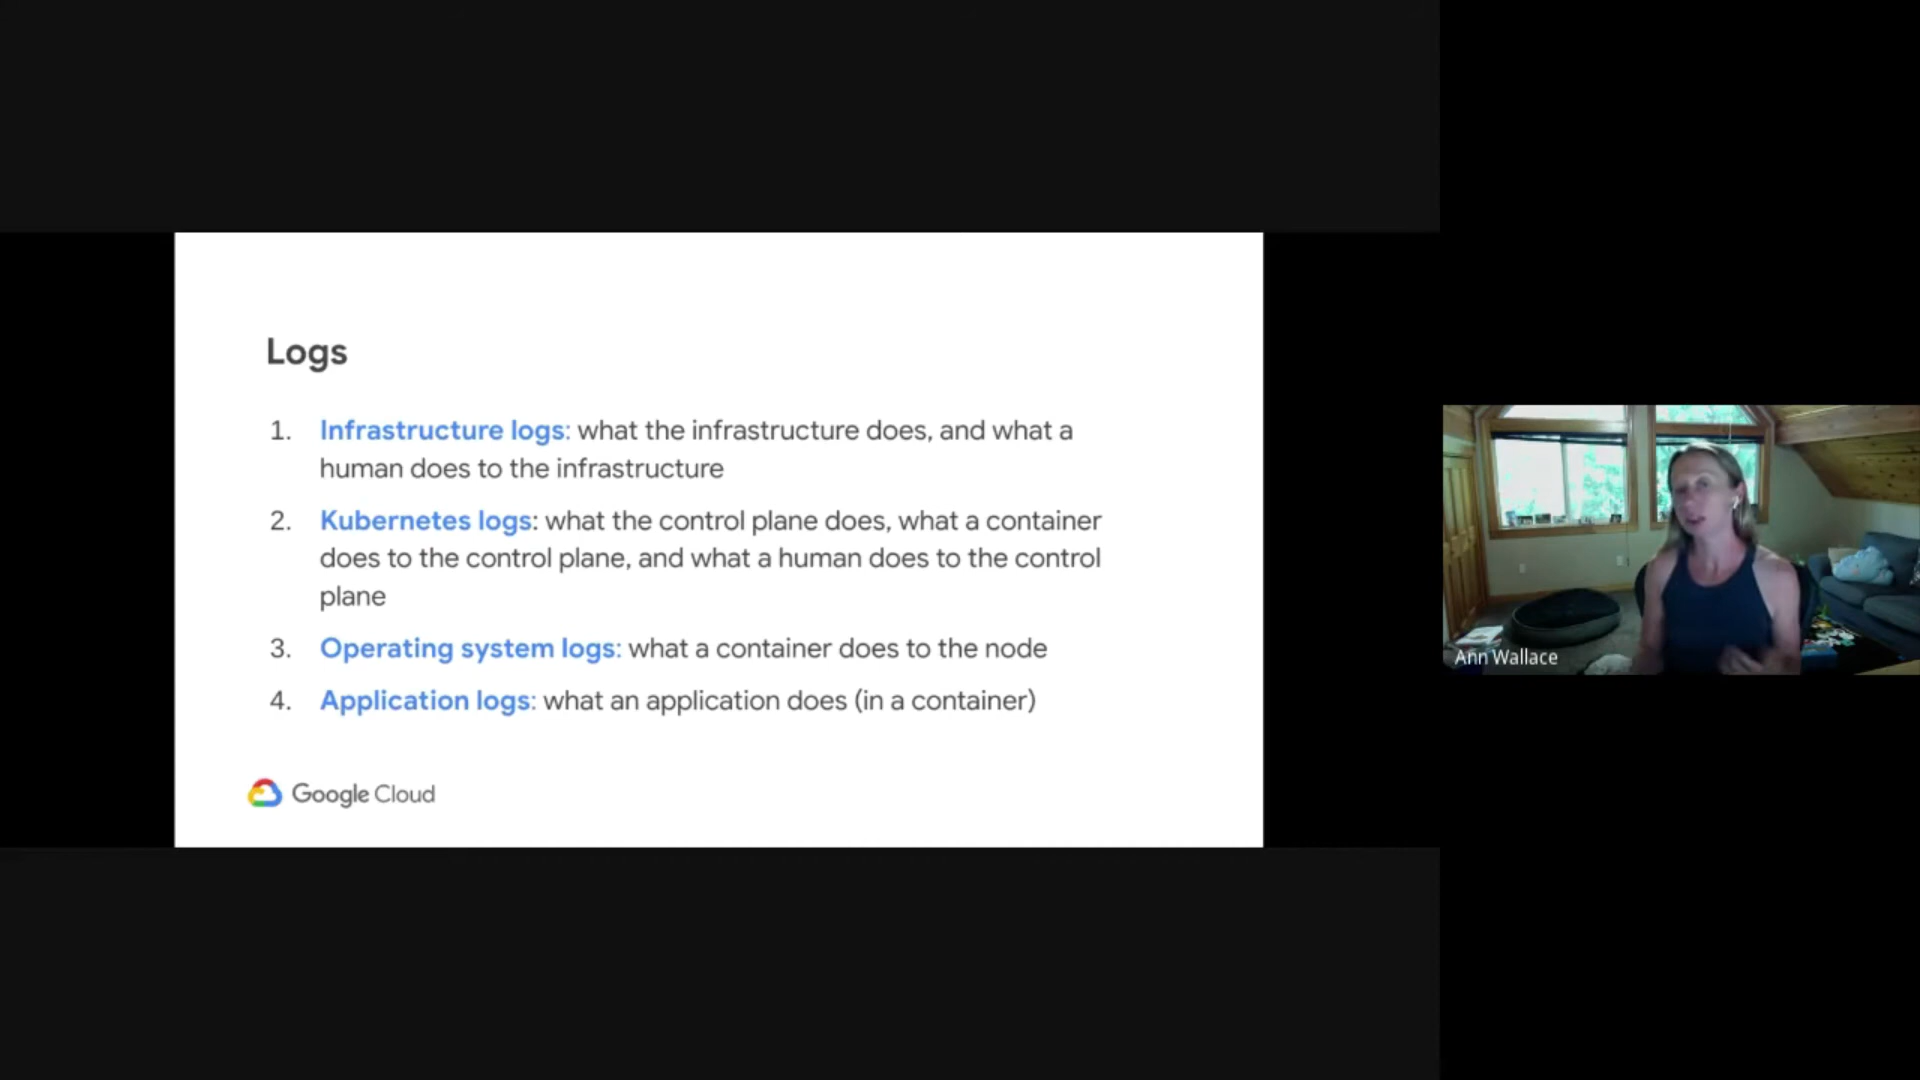 Logs
1. Infrastructure logs: what the infrastructure does, and what a
human does to the infrastructure
2. Kubernetes logs: what the control plane does, what a container
does to the control plane, and what a human does to the control
plane
3. Operating system logs: what a container does to the node
4. Application logs: what an application does (in a container)
Google Cloud
Ann Wallace